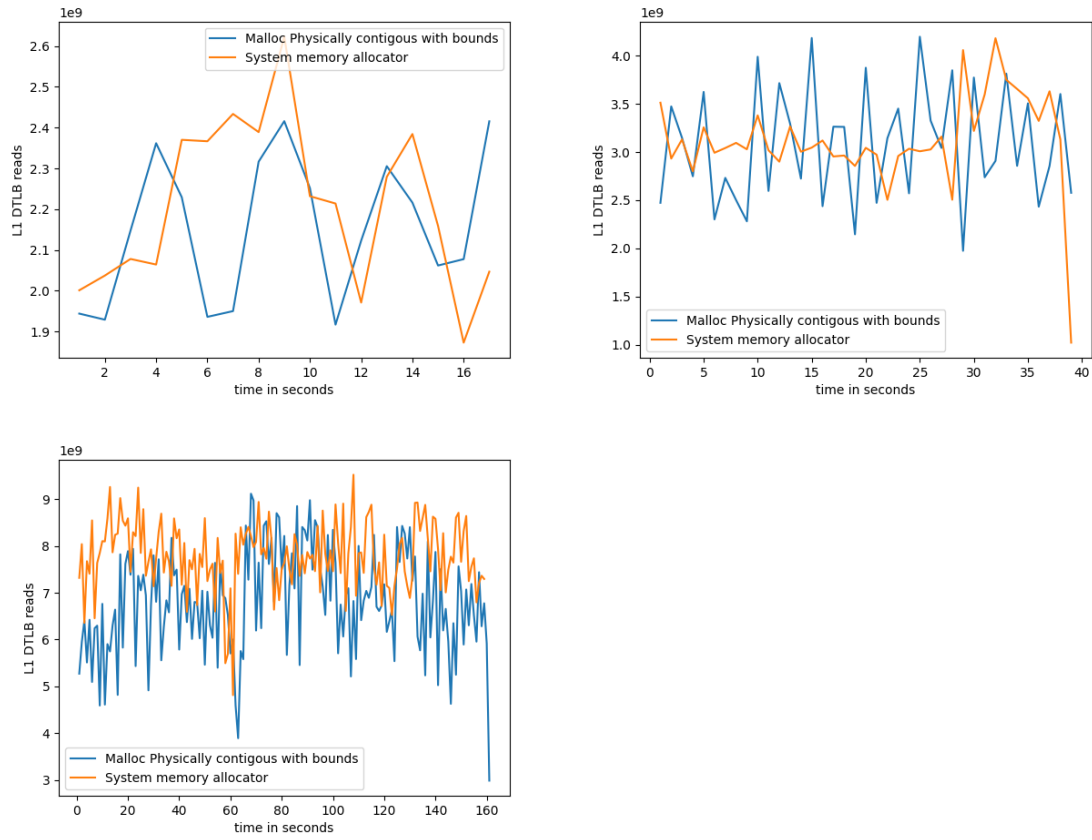 1e9
2.6
2.5
2.4
2.3
2.2
2.1
2.0
1.9
L1 DTLB reads
Malloc Physically contigous with bounds
System memory allocator
2 4 6 8 10 12 14 16
time in seconds
1e9
4.0
3.5
3.0
2.5
2.0
1.5
1.0
L1 DTLB reads
Malloc Physically contigous with bounds
System memory allocator
0 5 10 15 20 25 30 35 40
time in seconds
1e9
9
8
7
6
5
4
3
L1 DTLB reads
Malloc Physically contigous with bounds
System memory allocator
0 20 40 60 80 100 120 140 160
time in seconds